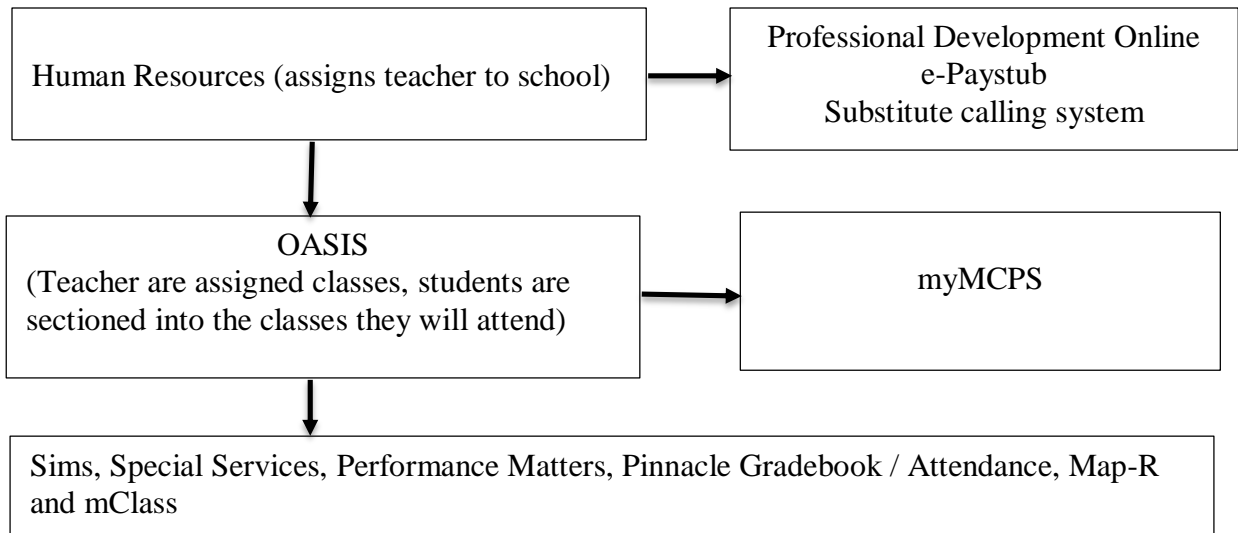 Human Resources (assigns teacher to school)
Professional Development Online
e-Paystub
Substitute calling system
OASIS
(Teacher are assigned classes, students are
sectioned into the classes they will attend)
myMCPS
Sims, Special Services, Performance Matters, Pinnacle Gradebook / Attendance, Map-R
and mClass